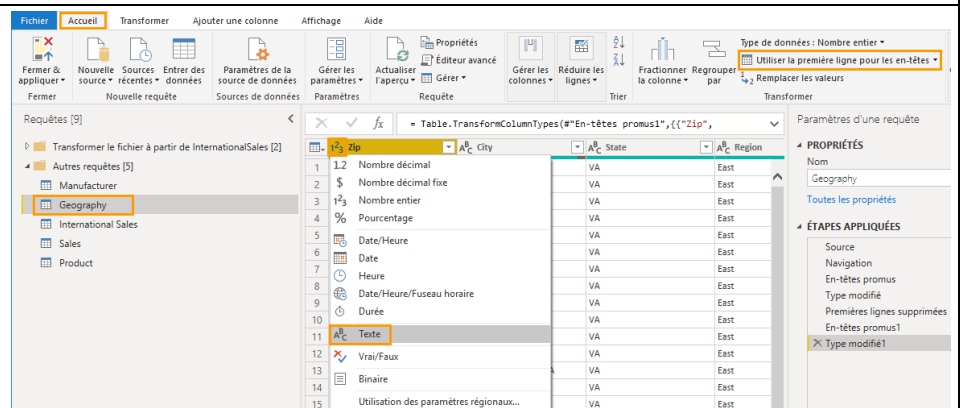 Fichier Accueil Transformer Ajouter une colonne Affichage Aide
Fermer & appliquer
Nouvelle source
Sources récentes
Entrer des données
Paramètres de la source de données
Gérer les paramètres
Actualiser l'aperçu
Propriétés
Éditeur avancé
Gérer
Gérer les colonnes
Réduire les lignes
Fractionner la colonne
Regrouper par
Type de données : Nombre entier
Utiliser la première ligne pour les en-têtes
Remplacer les valeurs
Fermer Nouvelle requête Sources de données Paramètres Requête Trier Transformer
Requêtes [9]
Transformer le fichier à partir de InternationalSales [2]
Autres requêtes [5]
Manufacturer
Geography
International Sales
Sales
Product
fx = Table.TransformColumnTypes(#"En-têtes promus1",{{"Zip",
123 Zip ABC City ABC State ABC Region
1.2 Nombre décimal
$ Nombre décimal fixe
123 Nombre entier
% Pourcentage
Date/Heure
Date
Heure
Date/Heure/Fuseau horaire
Durée
ABC Texte
Vrai/Faux
Binaire
Utilisation des paramètres régionaux...
1 VA East
2 VA East
3 VA East
4 VA East
5 VA East
6 VA East
7 VA East
8 VA East
9 VA East
10 VA East
11 VA East
12 VA East
13 A VA East
14 VA East
15 VA East
Paramètres d'une requête
PROPRIÉTÉS
Nom
Geography
Toutes les propriétés
ÉTAPES APPLIQUÉES
Source
Navigation
En-têtes promus
Type modifié
Premières lignes supprimées
En-têtes promus1
Type modifié1